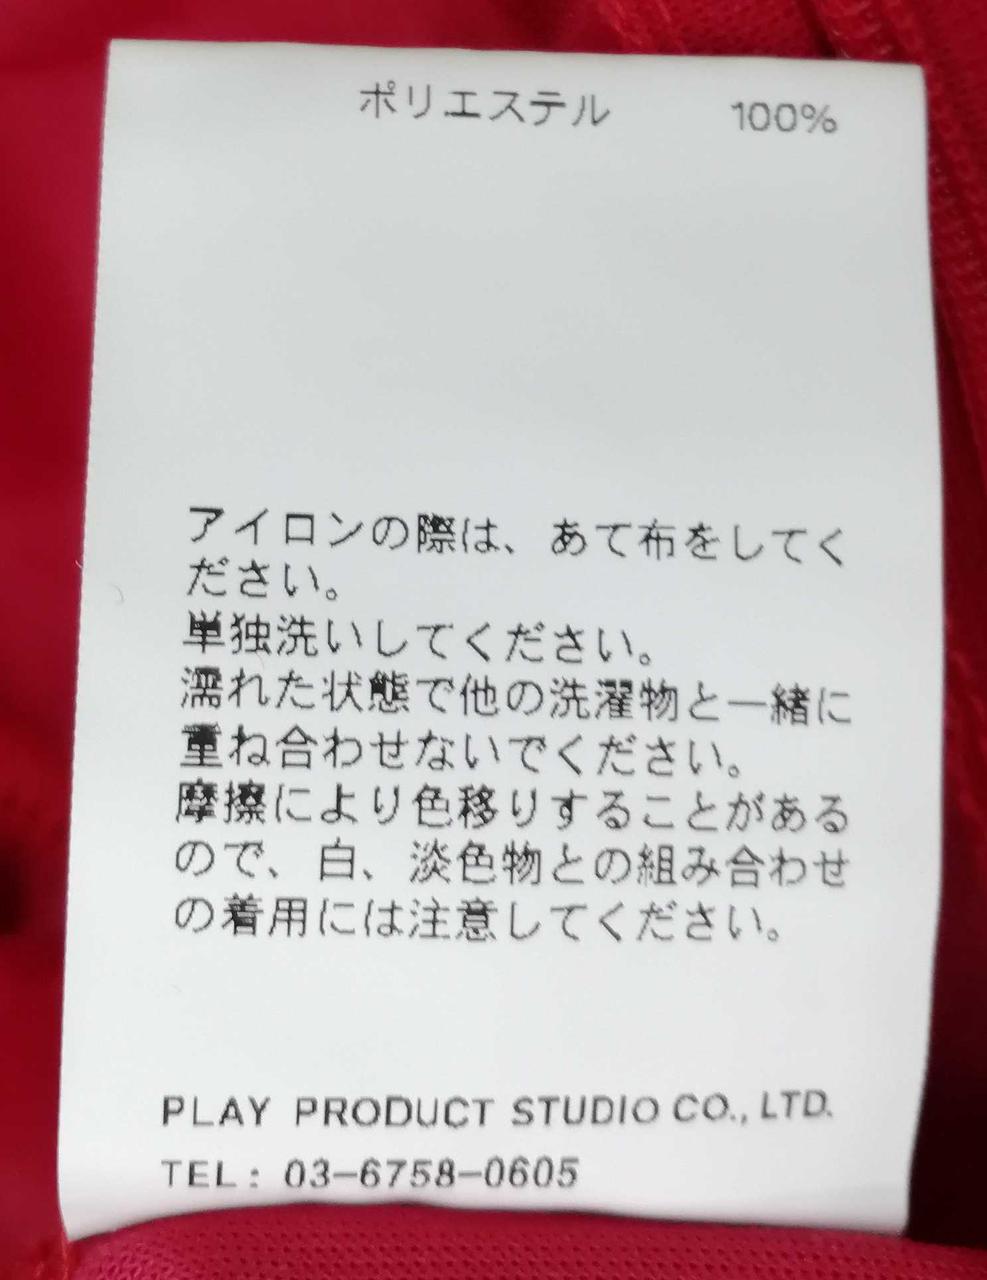 ポリエステル 100%
アイロンの際は、あて布をしてく
ださい。
単独洗いしてください。
濡れた状態で他の洗濯物と一緒に
重ね合わせないでください。
摩擦により色移りすることがある
ので、白、淡色物との組み合わせ
の着用には注意してください。
PLAY PRODUCT STUDIO CO., LTD.
TEL: 03-6758-0605